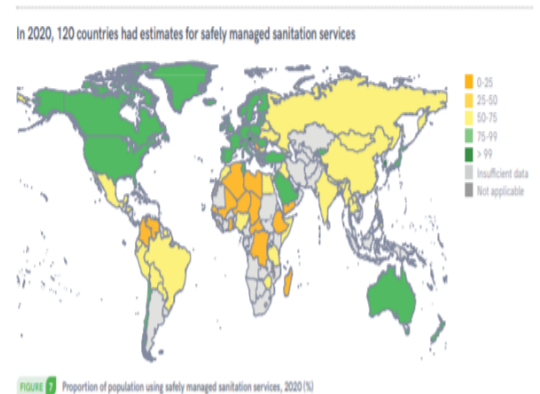 In 2020, 120 countries had estimates for safely managed sanitation services
0-25
25-50
50-75
75-99
> 99
Insufficient data
Not applicable
FIGURE 7 Proportion of population using safely managed sanitation services, 2020 (%)